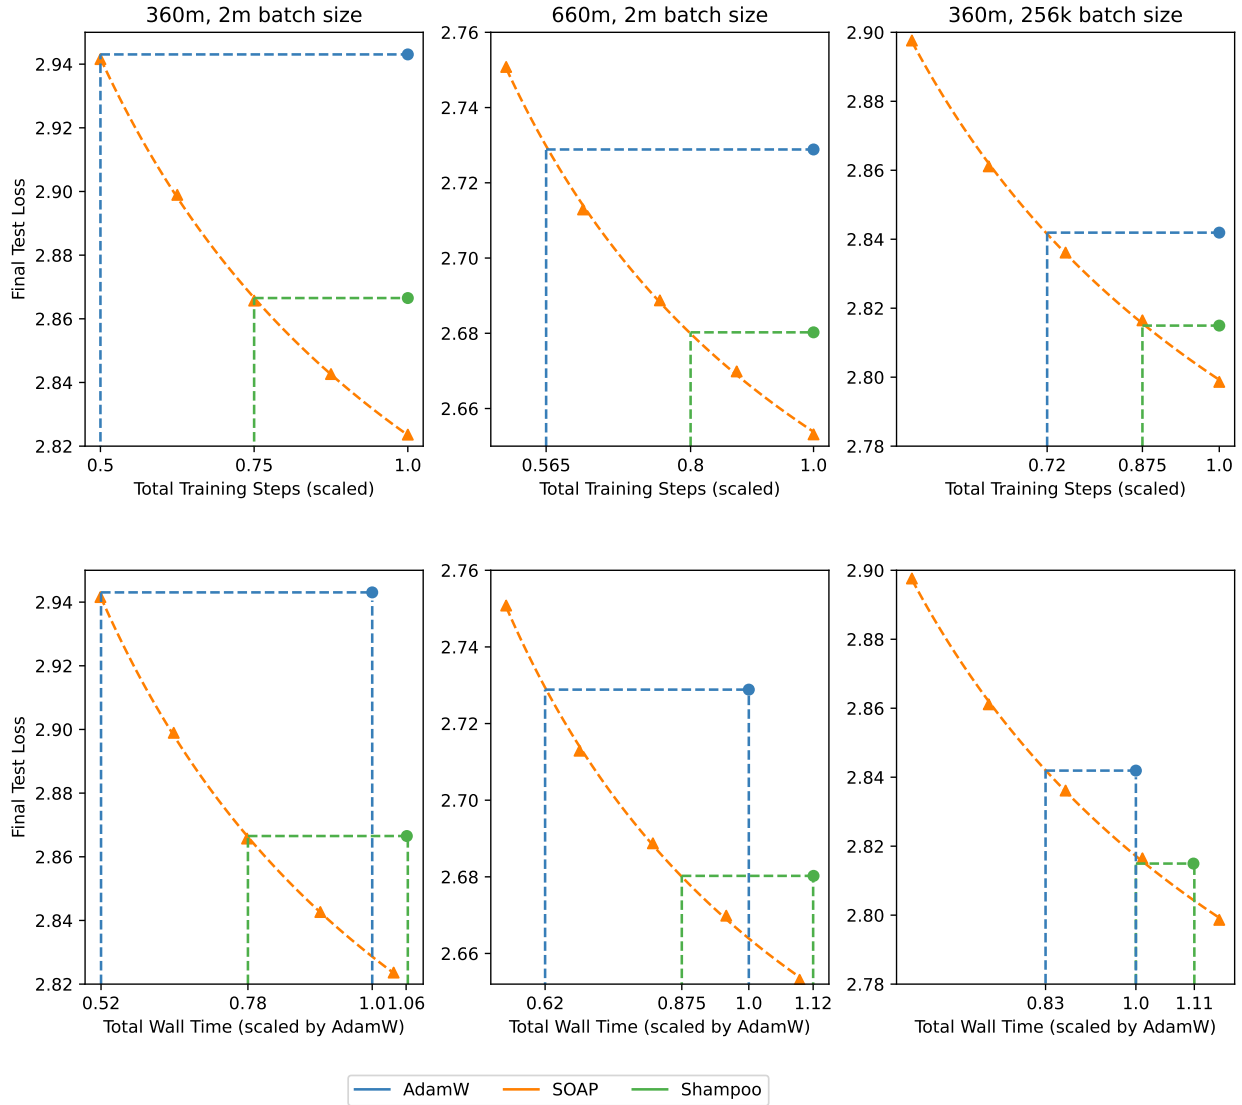 360m, 2m batch size
660m, 2m batch size
360m, 256k batch size
Final Test Loss
2.94
2.92
2.90
2.88
2.86
2.84
2.82
0.5 0.75 1.0
Total Training Steps (scaled)
2.76
2.74
2.72
2.70
2.68
2.66
0.565 0.8 1.0
Total Training Steps (scaled)
2.90
2.88
2.86
2.84
2.82
2.80
2.78
0.72 0.875 1.0
Total Training Steps (scaled)
Final Test Loss
2.94
2.92
2.90
2.88
2.86
2.84
2.82
0.52 0.78 1.01 1.06
Total Wall Time (scaled by AdamW)
2.76
2.74
2.72
2.70
2.68
2.66
0.62 0.875 1.0 1.12
Total Wall Time (scaled by AdamW)
2.90
2.88
2.86
2.84
2.82
2.80
2.78
0.83 1.0 1.11
Total Wall Time (scaled by AdamW)
AdamW SOAP Shampoo